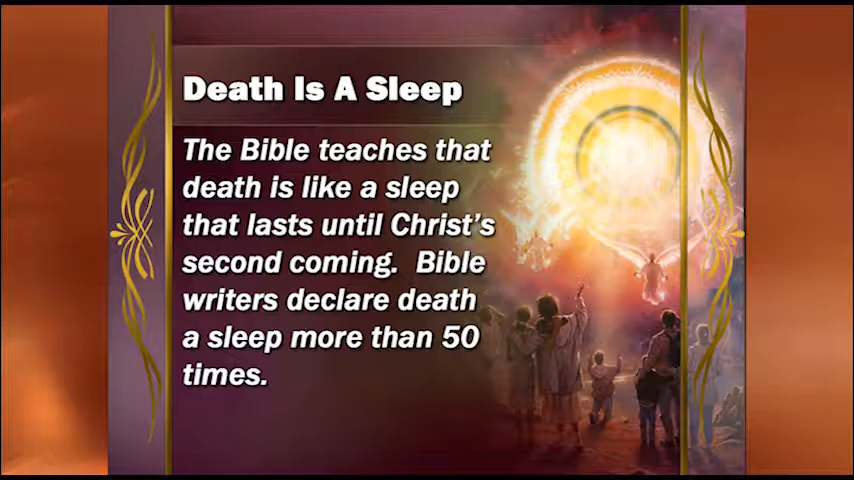 Death Is A Sleep
The Bible teaches that
death is like a sleep
that lasts until Christ's
second coming.  Bible
writers declare death
a sleep more than 50
times.